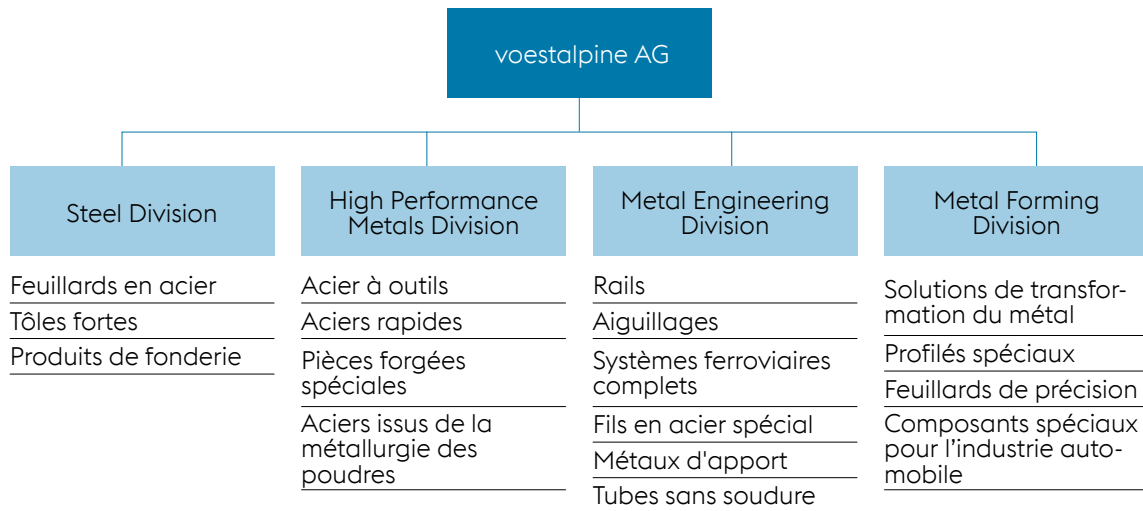 voestalpine AG
Steel Division
Feuillards en acier
Tôles fortes
Produits de fonderie
High Performance
Metals Division
Acier à outils
Aciers rapides
Pièces forgées
spéciales
Aciers issus de la
métallurgie des
poudres
Metal Engineering
Division
Rails
Aiguillages
Systèmes ferroviaires
complets
Fils en acier spécial
Métaux d'apport
Tubes sans soudure
Metal Forming
Division
Solutions de transfor-
mation du métal
Profilés spéciaux
Feuillards de précision
Composants spéciaux
pour l’industrie auto-
mobile